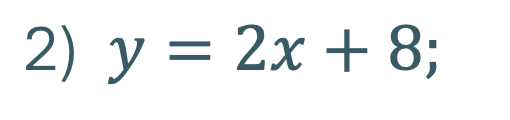 2) y = 2x + 8;